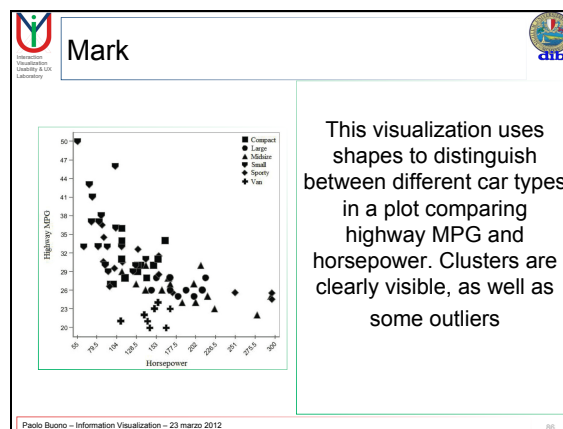 Interaction
Visualization
Usability & UX
Laboratory
Mark
dib
50
47
44
41
38
35
32
29
26
23
20
Highway MPG
Compact
Large
Midsize
Small
Sporty
Van
55
79.5
104
128.5
153
177.5
202
226.5
251
275.5
300
Horsepower
This visualization uses
shapes to distinguish
between different car types
in a plot comparing
highway MPG and
horsepower. Clusters are
clearly visible, as well as
some outliers
Paolo Buono – Information Visualization – 23 marzo 2012
86